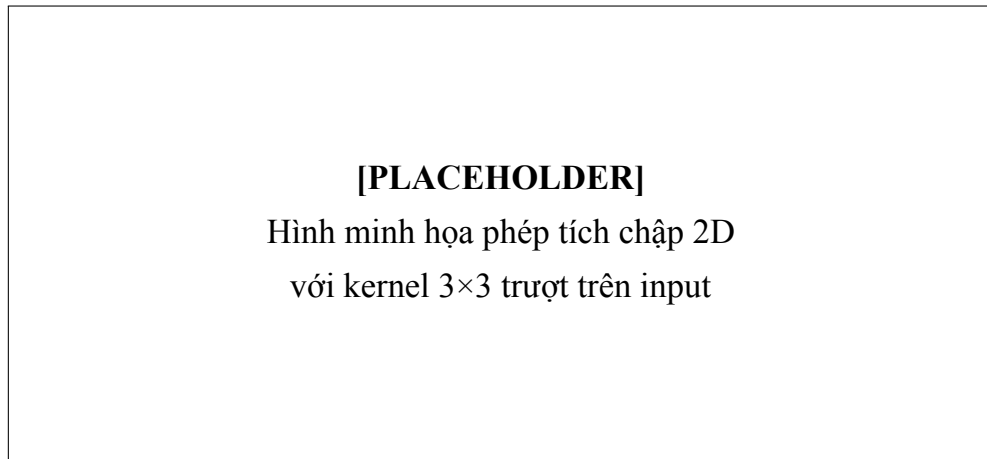 [PLACEHOLDER]
Hình minh họa phép tích chập 2D
với kernel 3×3 trượt trên input